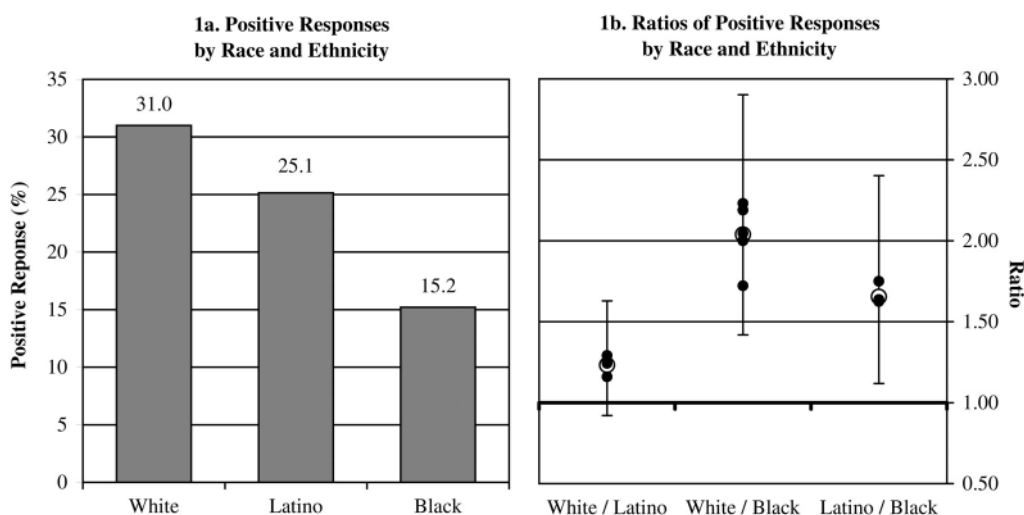 1a. Positive Responses
by Race and Ethnicity
35
30
25
20
15
10
5
0
Positive Reponse (%)
31.0
25.1
15.2
White
Latino
Black
1b. Ratios of Positive Responses
by Race and Ethnicity
3.00
2.50
2.00
1.50
1.00
0.50
Ratio
White / Latino
White / Black
Latino / Black